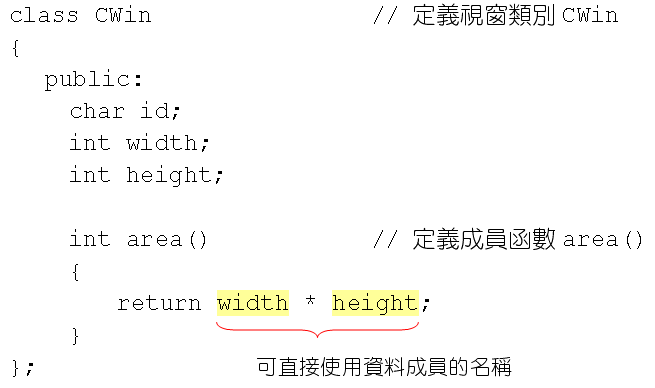 class CWin // 定義視窗類別 CWin
{
public:
char id;
int width;
int height;
int area() // 定義成員函數 area()
{
return width * height;
}
};
可直接使用資料成員的名稱